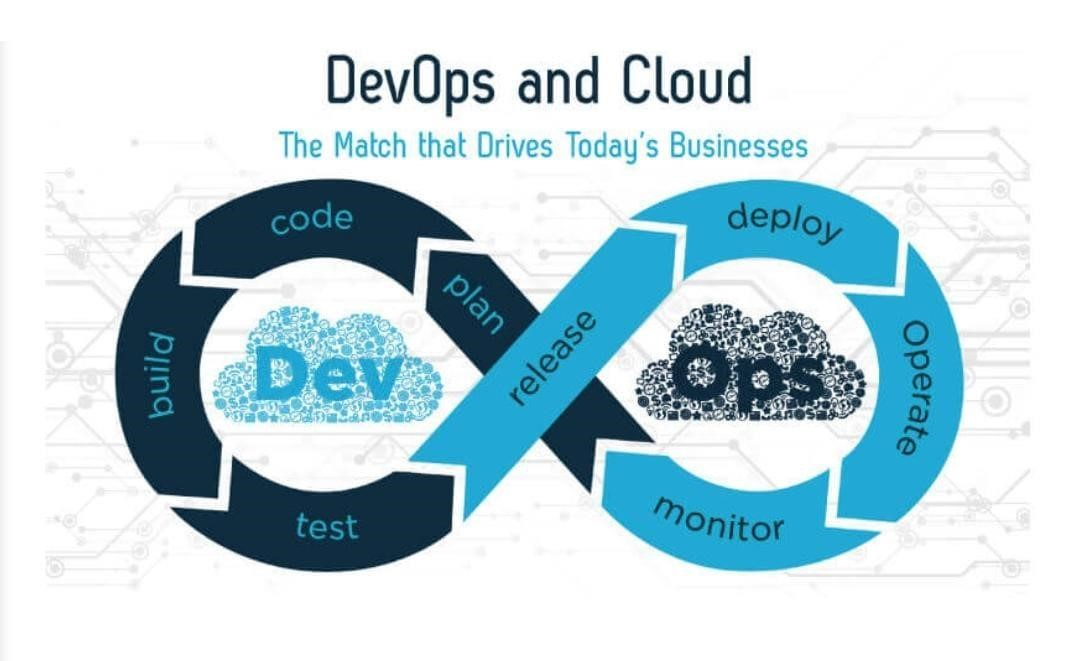 DevOps and Cloud
The Match that Drives Today's Businesses
code
plan
build
Dev
test
release
deploy
Ops
Operate
monitor